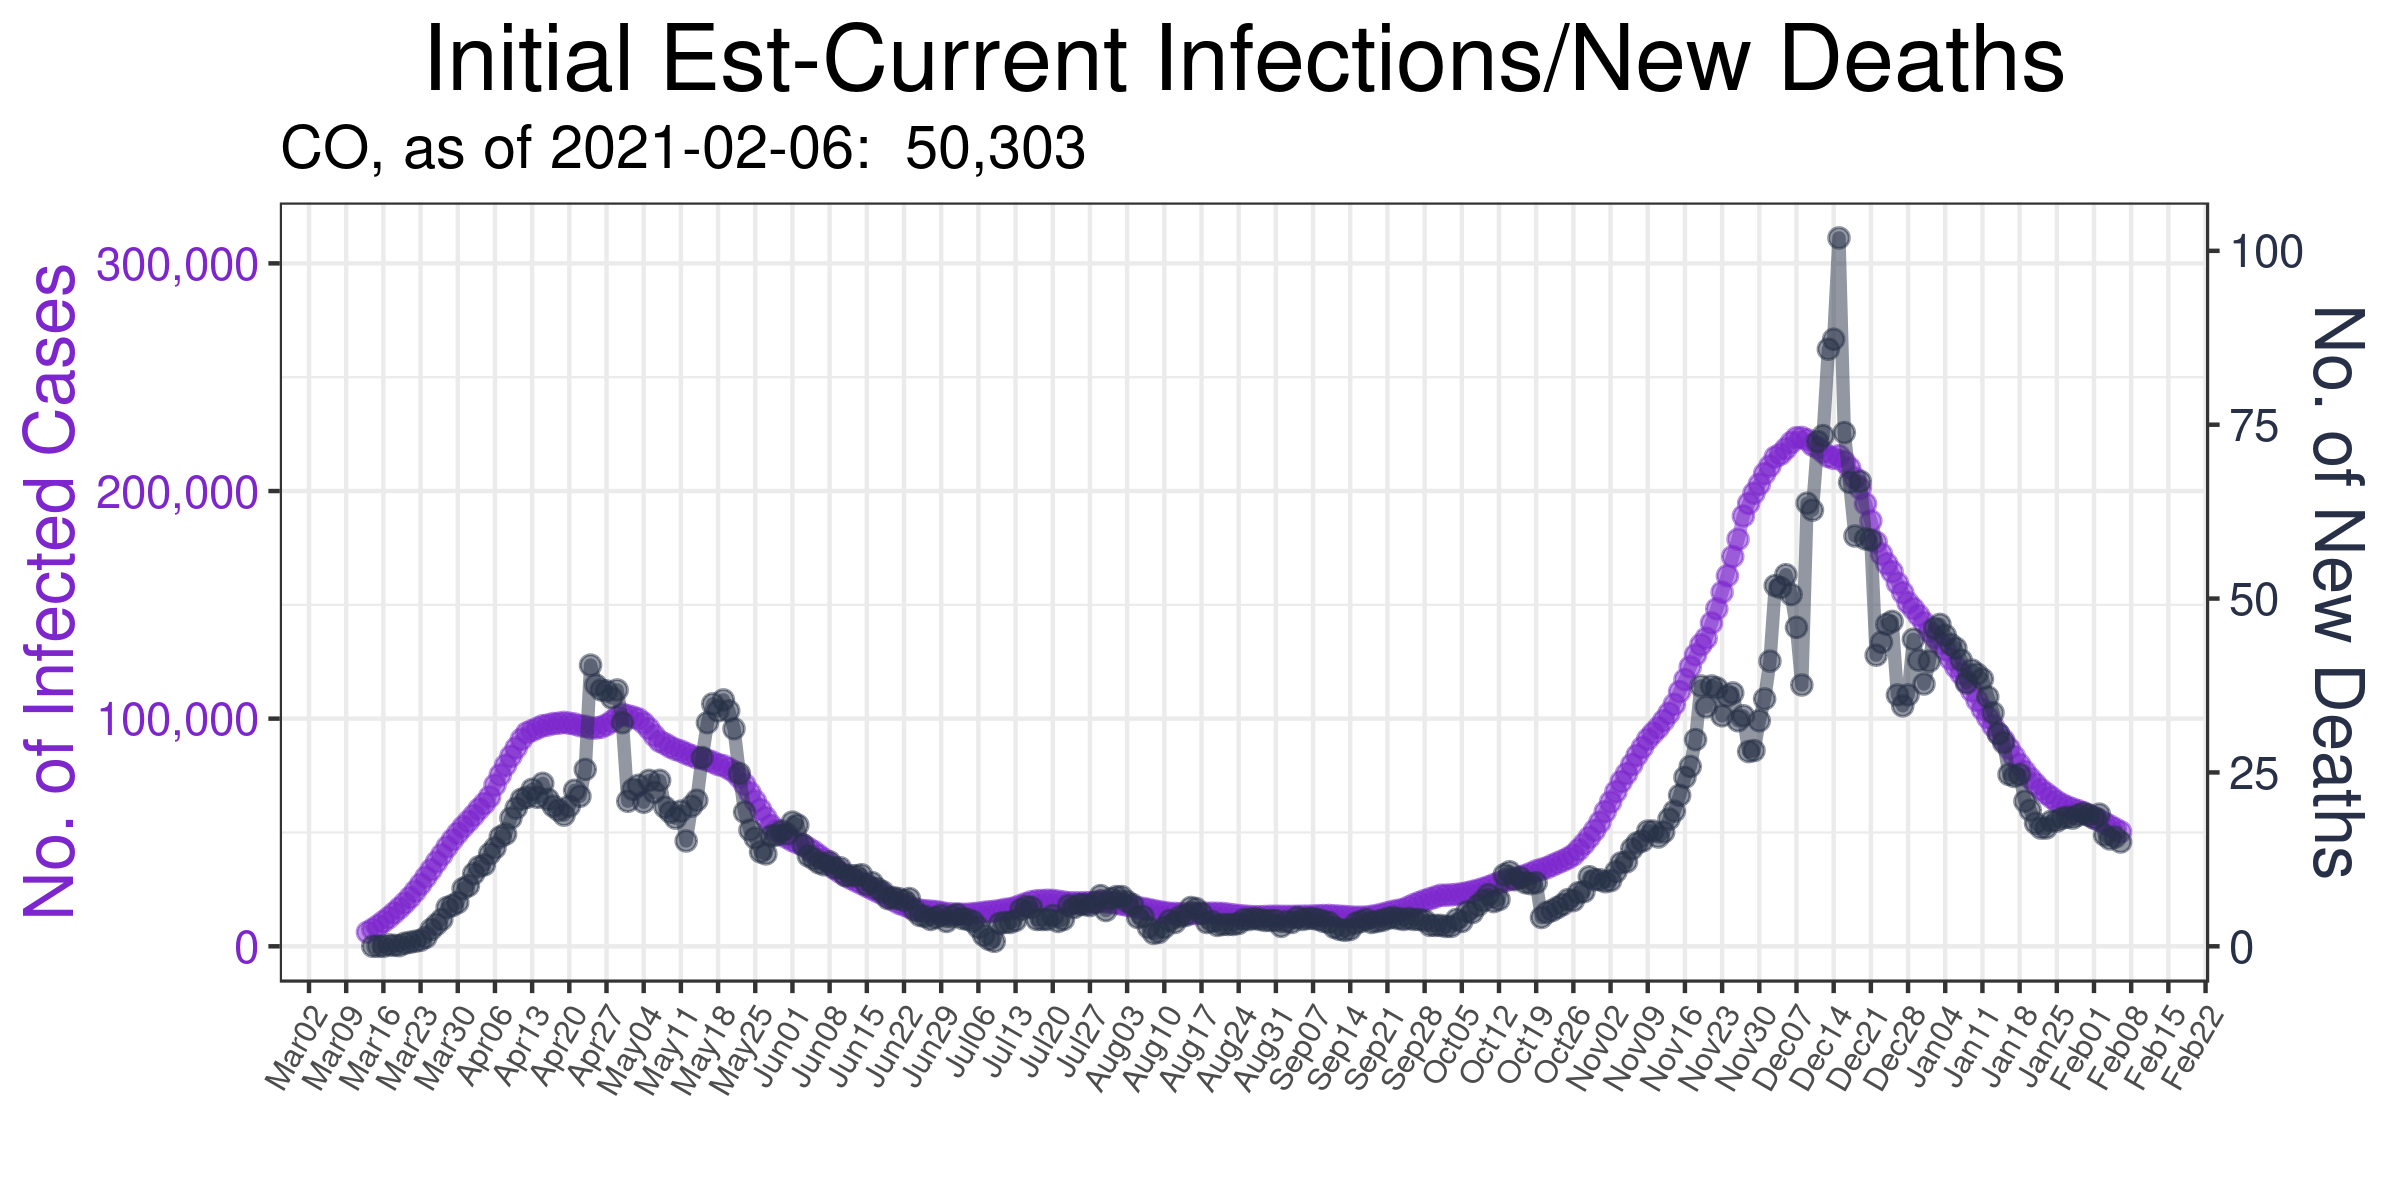 Initial Est-Current Infections/New Deaths
CO, as of 2021-02-06: 50,303
No. of Infected Cases
300,000
200,000
100,000
0
100
75
50
25
0
No. of New Deaths
Mar02
Mar09
Mar16
Mar23
Mar30
Apr06
Apr13
Apr20
Apr27
May04
May11
May18
May25
Jun01
Jun08
Jun15
Jun22
Jun29
Jul06
Jul13
Jul20
Jul27
Aug03
Aug10
Aug17
Aug24
Aug31
Sep07
Sep14
Sep21
Sep28
Oct05
Oct12
Oct19
Oct26
Nov02
Nov09
Nov16
Nov23
Nov30
Dec07
Dec14
Dec21
Dec28
Jan04
Jan11
Jan18
Jan25
Feb01
Feb08
Feb15
Feb22